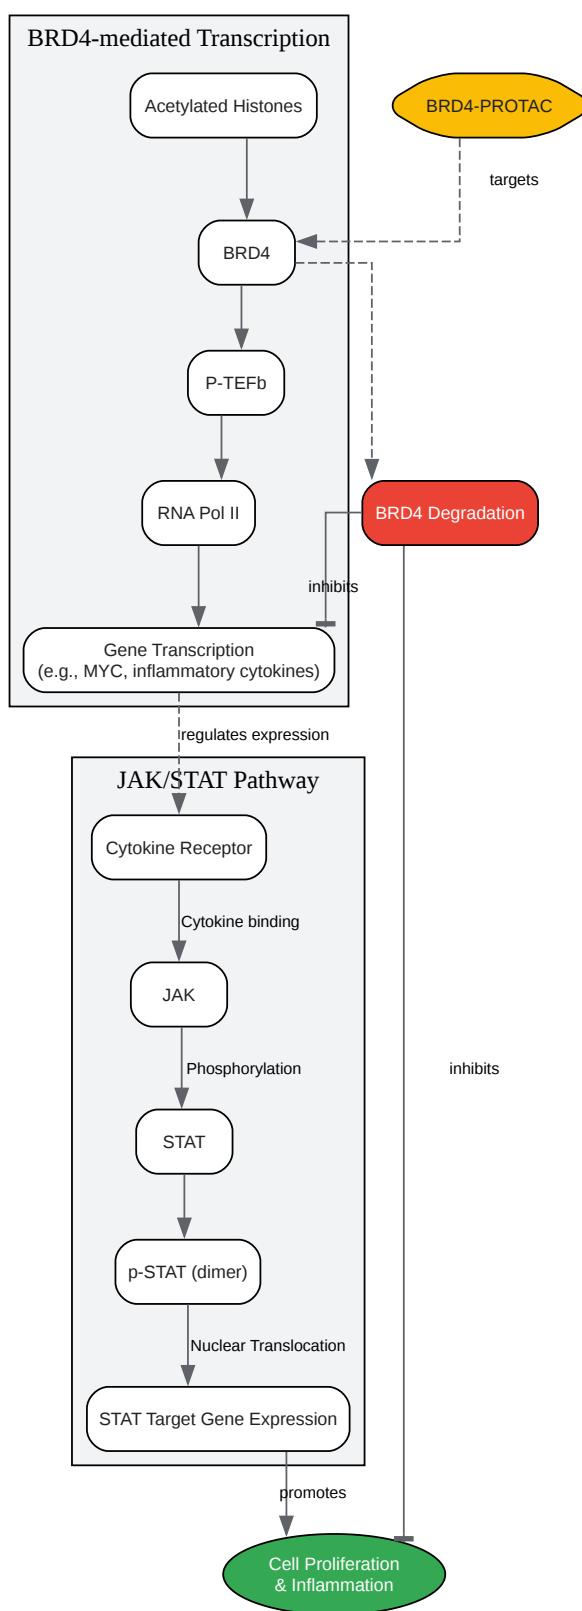 BRD4-mediated Transcription
Acetylated Histones
BRD4-PROTAC
targets
BRD4
P-TEFb
RNA Pol II
BRD4 Degradation
inhibits
Gene Transcription
(e.g., MYC, inflammatory cytokines)
regulates expression
JAK/STAT Pathway
Cytokine Receptor
Cytokine binding
JAK
Phosphorylation
inhibits
STAT
p-STAT (dimer)
Nuclear Translocation
STAT Target Gene Expression
promotes
Cell Proliferation
& Inflammation